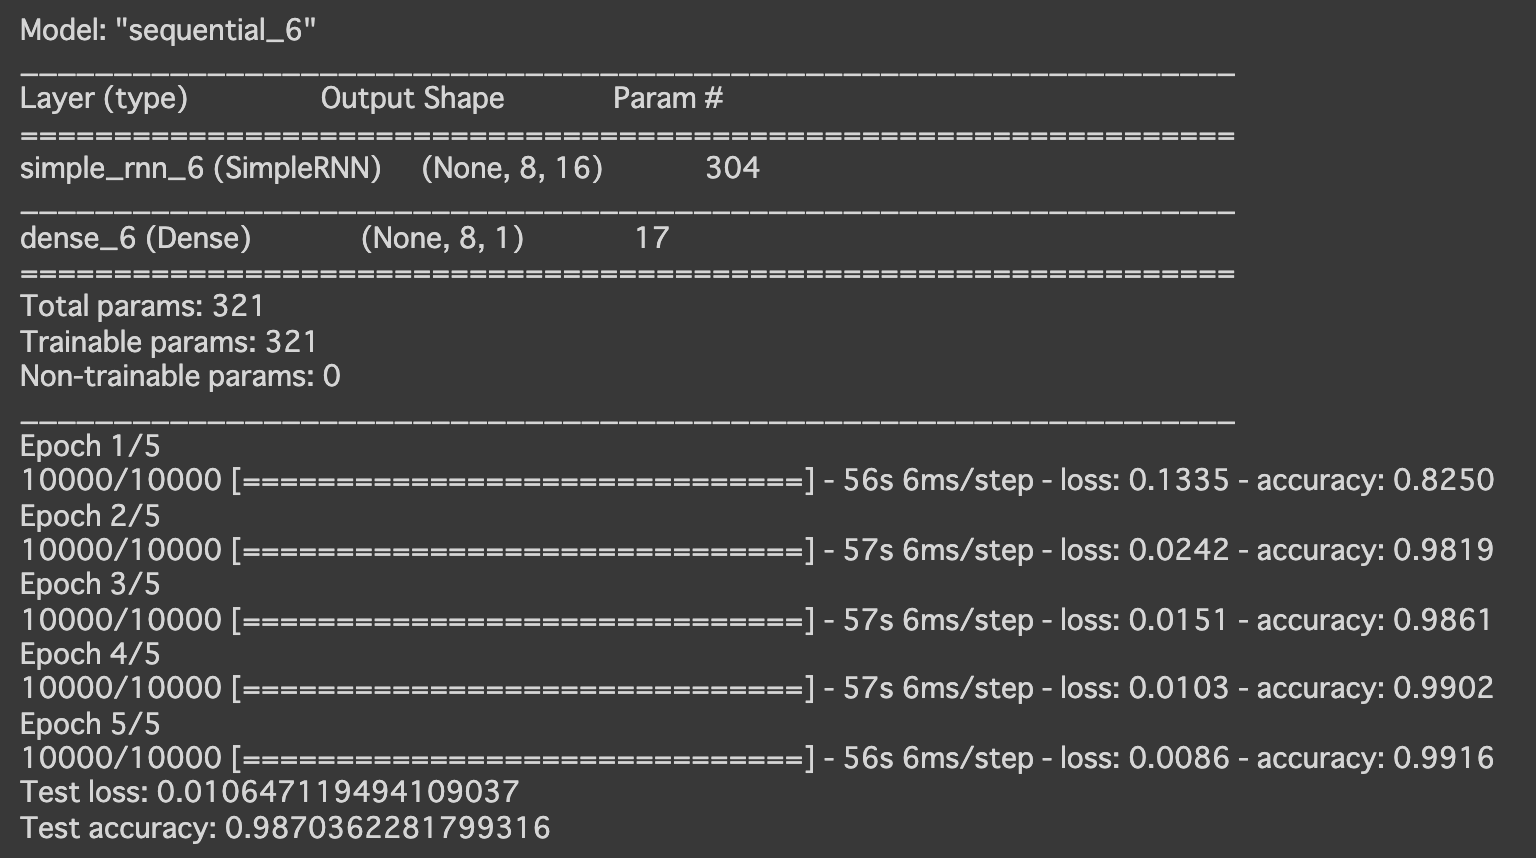 Model: "sequential_6"
_________________________________________________________________
Layer (type)                 Output Shape              Param #
=================================================================
simple_rnn_6 (SimpleRNN)     (None, 8, 16)             304
_________________________________________________________________
dense_6 (Dense)              (None, 8, 1)              17
=================================================================
Total params: 321
Trainable params: 321
Non-trainable params: 0
_________________________________________________________________
Epoch 1/5
10000/10000 [==============================] - 56s 6ms/step - loss: 0.1335 - accuracy: 0.8250
Epoch 2/5
10000/10000 [==============================] - 57s 6ms/step - loss: 0.0242 - accuracy: 0.9819
Epoch 3/5
10000/10000 [==============================] - 57s 6ms/step - loss: 0.0151 - accuracy: 0.9861
Epoch 4/5
10000/10000 [==============================] - 57s 6ms/step - loss: 0.0103 - accuracy: 0.9902
Epoch 5/5
10000/10000 [==============================] - 56s 6ms/step - loss: 0.0086 - accuracy: 0.9916
Test loss: 0.010647119494109037
Test accuracy: 0.9870362281799316